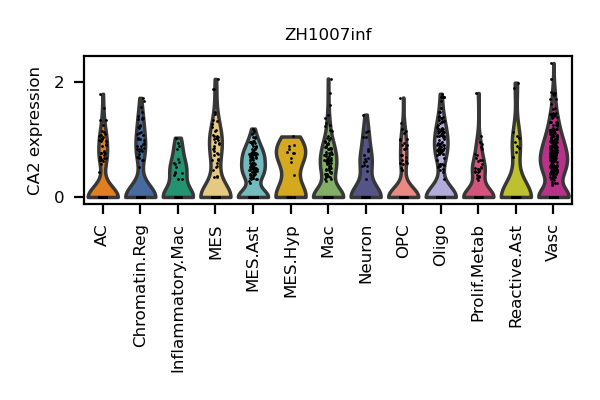 ZH1007inf
CA2 expression
2
0
AC
Chromatin.Reg
Inflammatory.Mac
MES
MES.Ast
MES.Hyp
Mac
Neuron
OPC
Oligo
Prolif.Metab
Reactive.Ast
Vasc